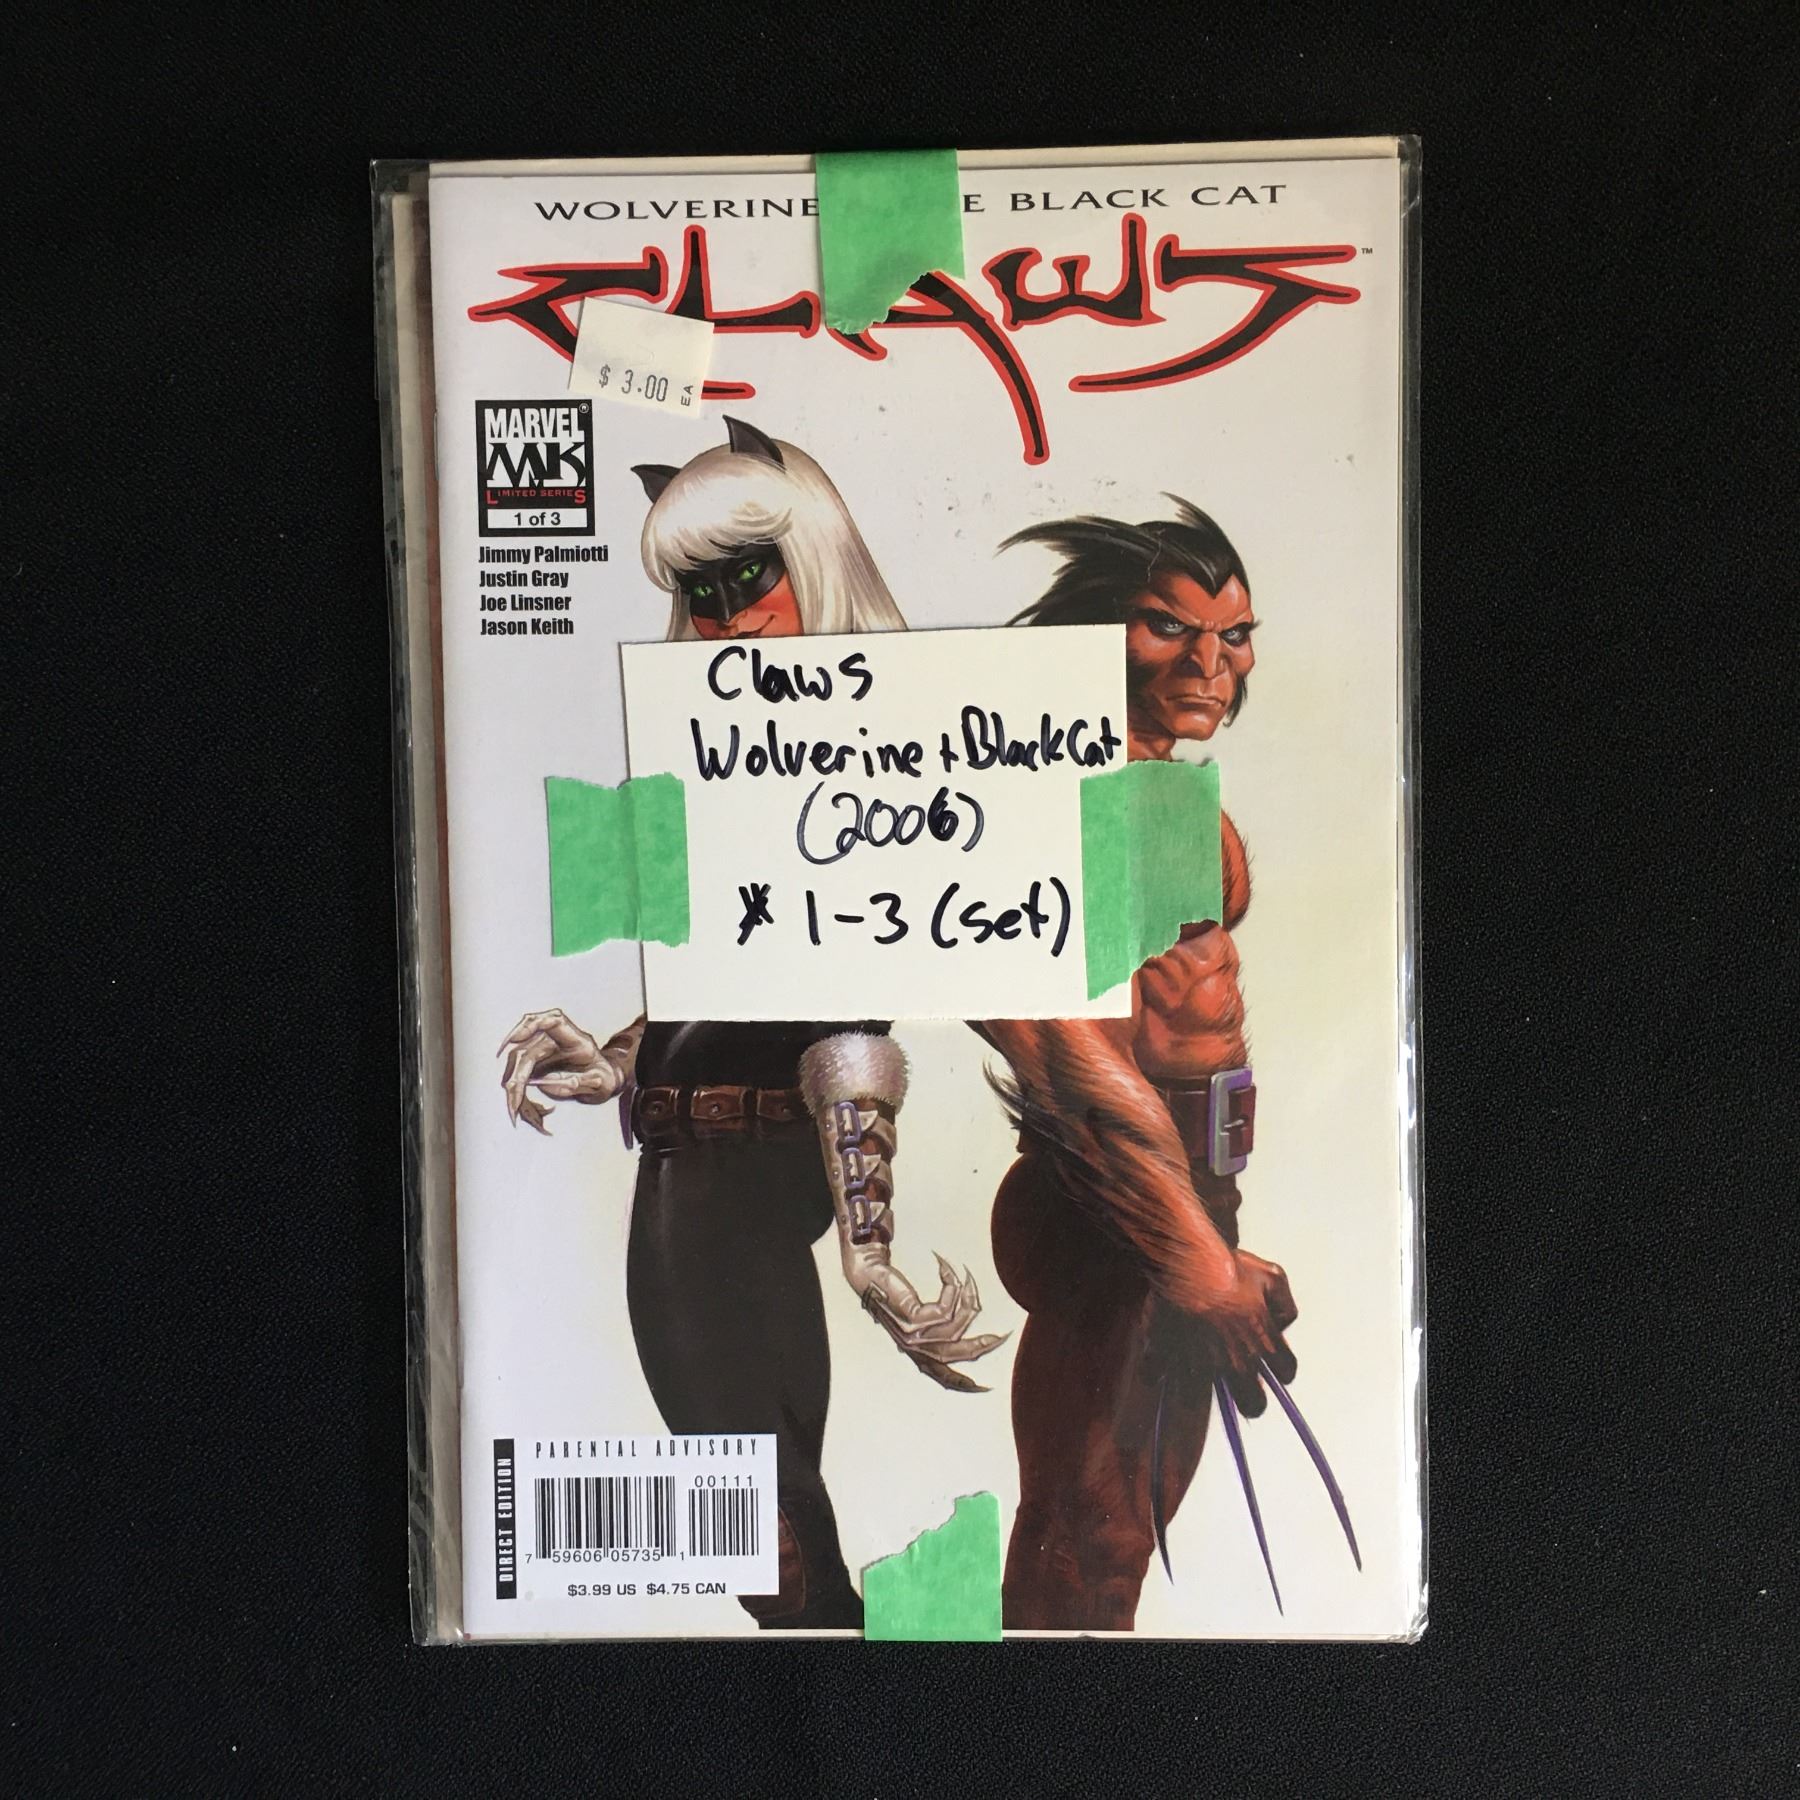 WOLVERINE E BLACK CAT
CLAWS™
$ 3.00 EA
MARVEL®
MK
LIMITED SERIES
1 of 3
Jimmy Palmiotti
Justin Gray
Joe Linsner
Jason Keith
Claws
Wolverine + Black Cat
(2006)
* 1-3 (set)
DIRECT EDITION
PARENTAL ADVISORY
00111
7 59606 05735 1
$3.99 US $4.75 CAN